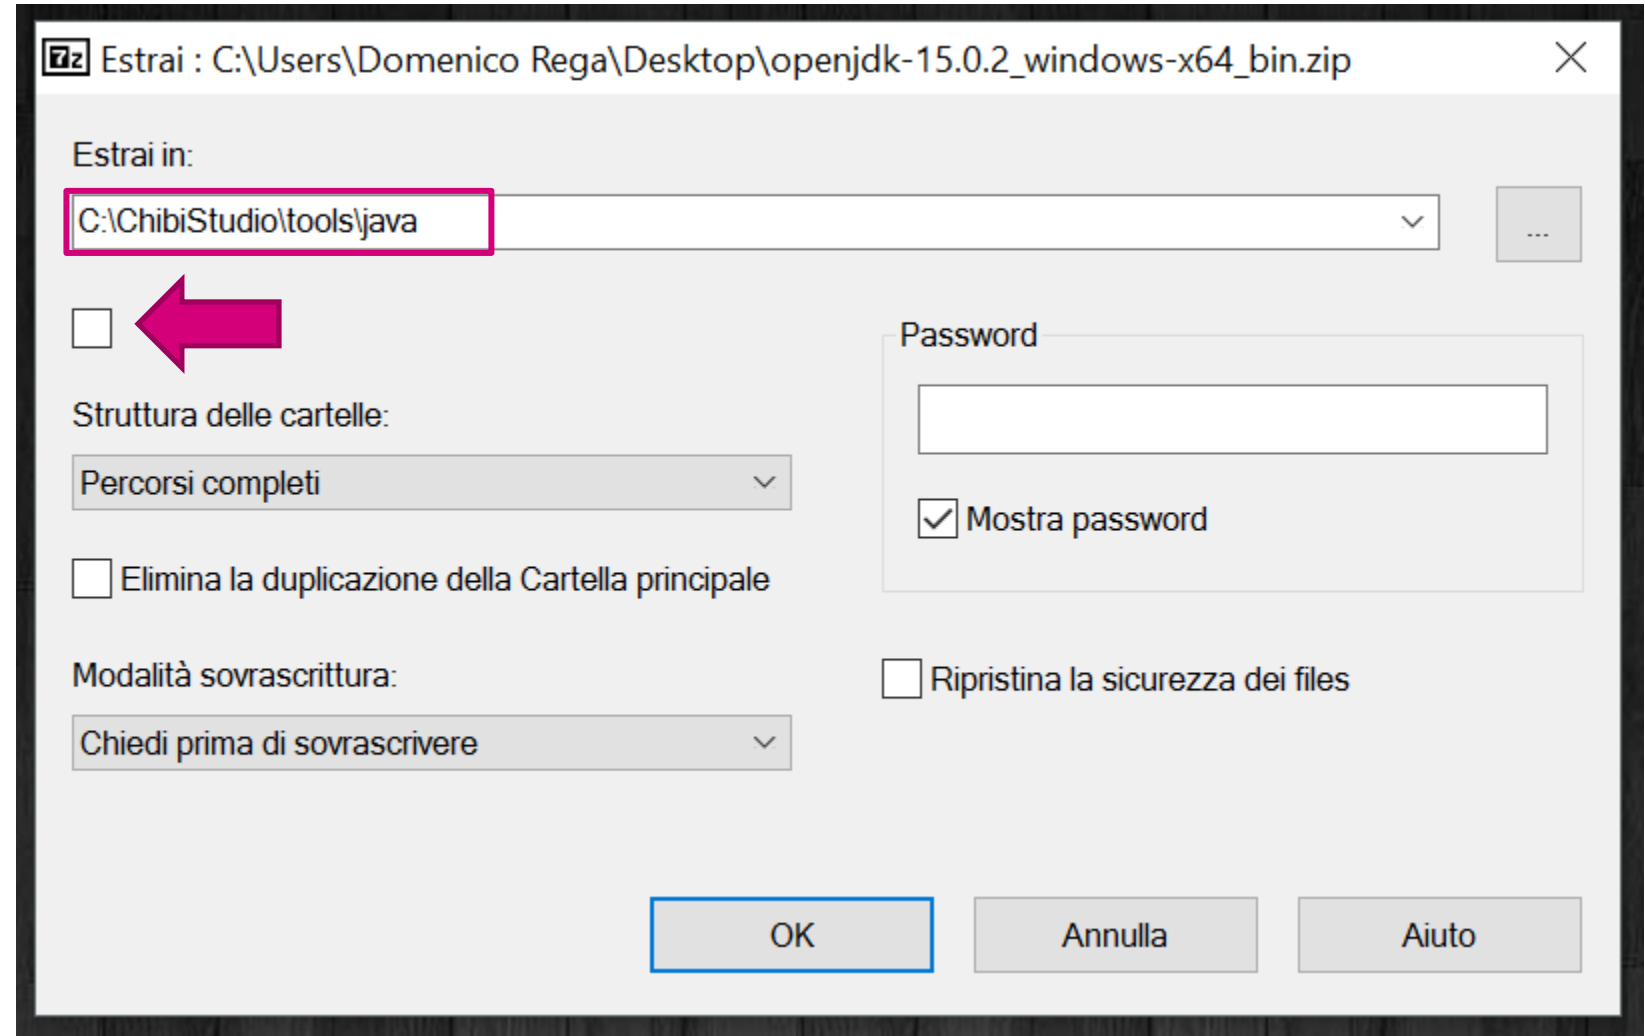 7z Estrai : C:\Users\Domenico Rega\Desktop\openjdk-15.0.2_windows-x64_bin.zip
Estrai in:
C:\ChibiStudio\tools\java
...
Password
Struttura delle cartelle:
Percorsi completi
Mostra password
Elimina la duplicazione della Cartella principale
Modalità sovrascrittura:
Ripristina la sicurezza dei files
Chiedi prima di sovrascrivere
OK
Annulla
Aiuto